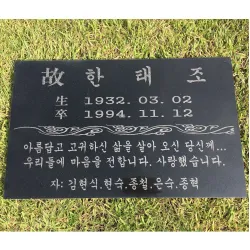 故 한 태 조
生 1932. 03. 02
卒 1994. 11. 12
아름답고 고귀하신 삶을 살아 오신 당신께...
우리들에 마음을 전합니다. 사랑했습니다.
자: 김현식.현숙.종철.은숙.종혁